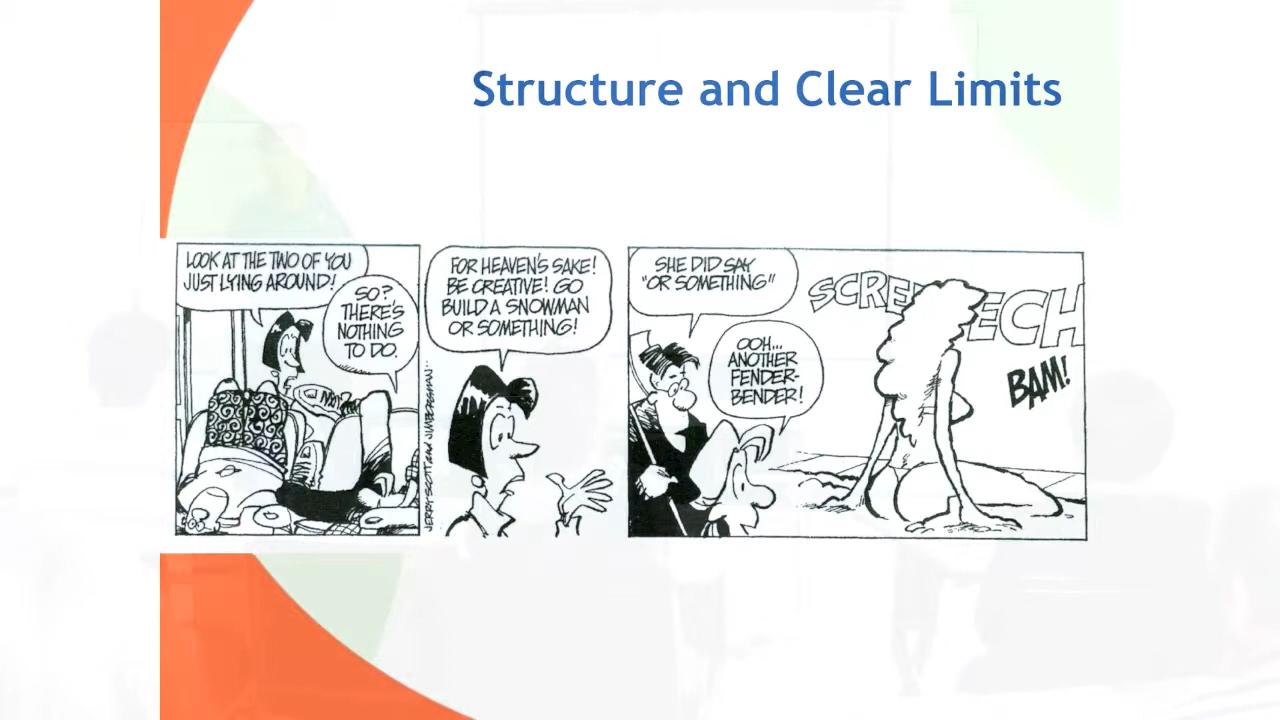 Structure and Clear Limits
LOOK AT THE TWO OF YOU
JUST LYING AROUND!
SO?
THERE'S
NOTHING
TO DO.
JERRY SCOTT AND JIM BORGMAN
FOR HEAVEN'S SAKE!
BE CREATIVE! GO
BUILD A SNOWMAN
OR SOMETHING!
SHE DID SAY
"OR SOMETHING"
OOH...
ANOTHER
FENDER-
BENDER!
BAM!